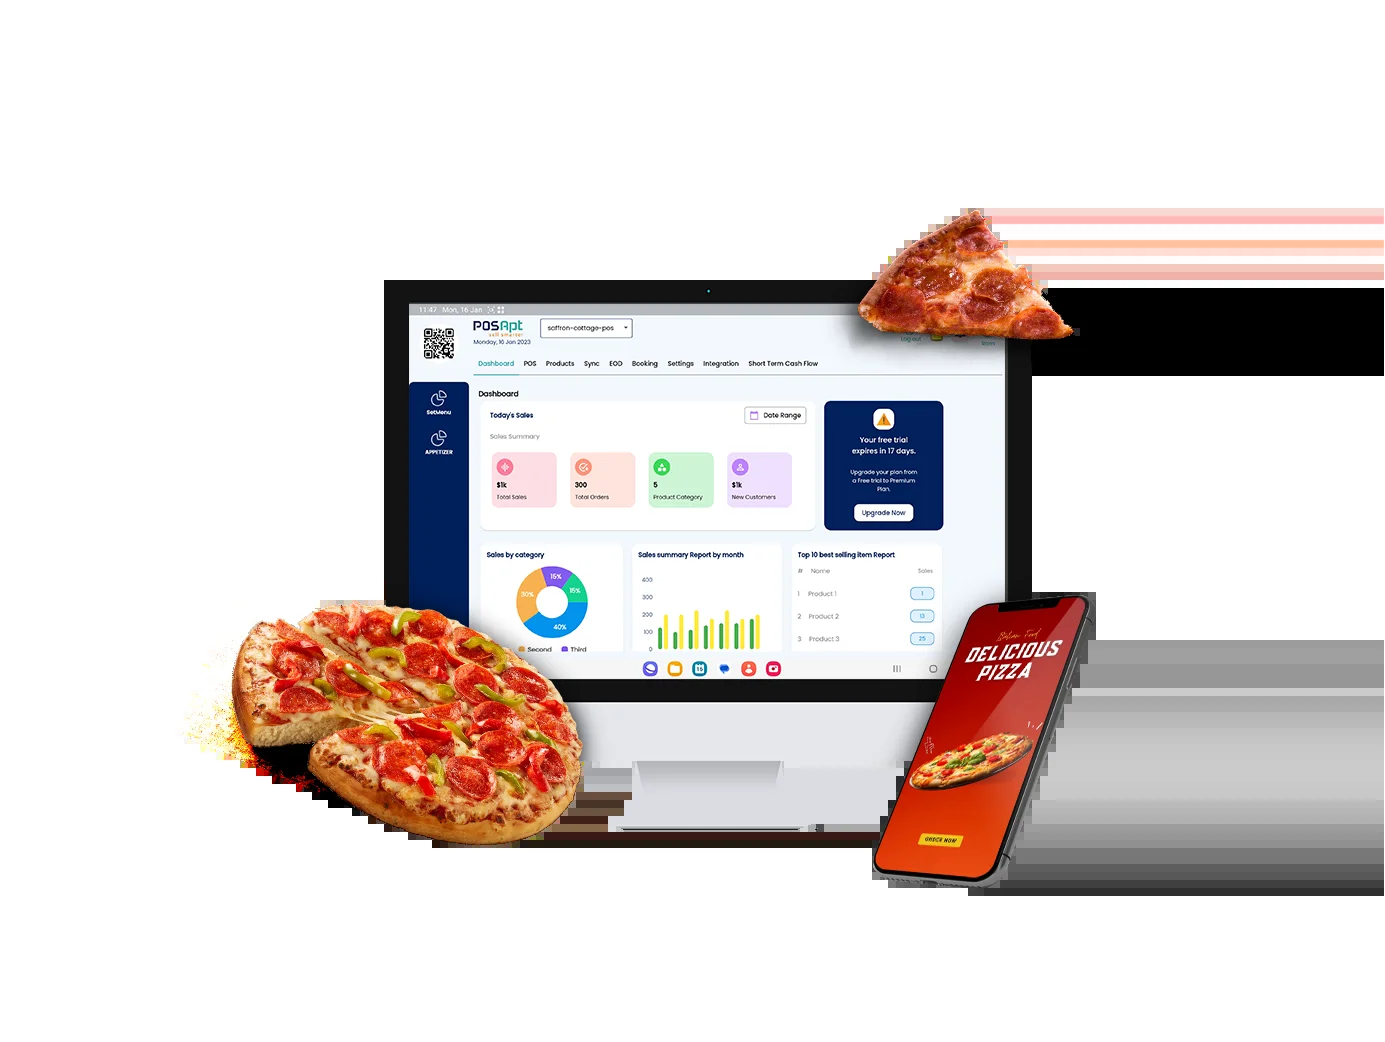 11:47 Mon, 16 Jan
POSApt
sell smarter
Monday, 16 Jan 2023
saffron-cottage-pos
Log out
Dashboard POS Products Sync EOD Booking Settings Integration Short Term Cash Flow
SetMenu
APPETIZER
Dashboard
Today's Sales
Date Range
Sales Summary
$1k
Total Sales
300
Total Orders
5
Product Category
$1k
New Customers
Your free trial
expires in 17 days.
Upgrade your plan from
a Free trial to Premium
Plan.
Upgrade Now
Sales by category
15%
15%
30%
40%
Second Third
Sales summary Report by month
400
300
200
100
0
Top 10 best selling item Report
# Name Sales
1 Product 1 1
2 Product 2 13
3 Product 3 25
Italian Food
DELICIOUS
PIZZA
ORDER NOW